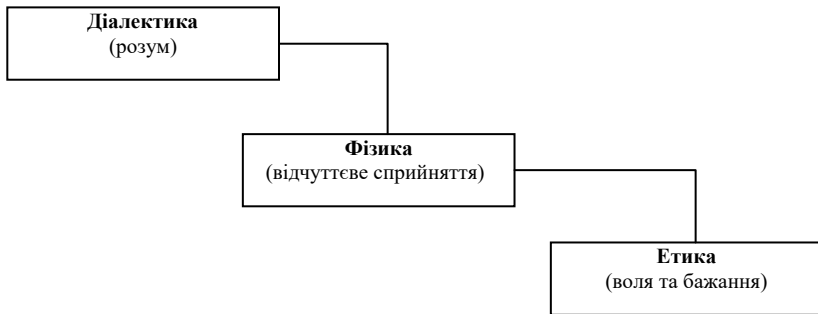 Діалектика
(розум)
Фізика
(відчуттєве сприйняття)
Етика
(воля та бажання)